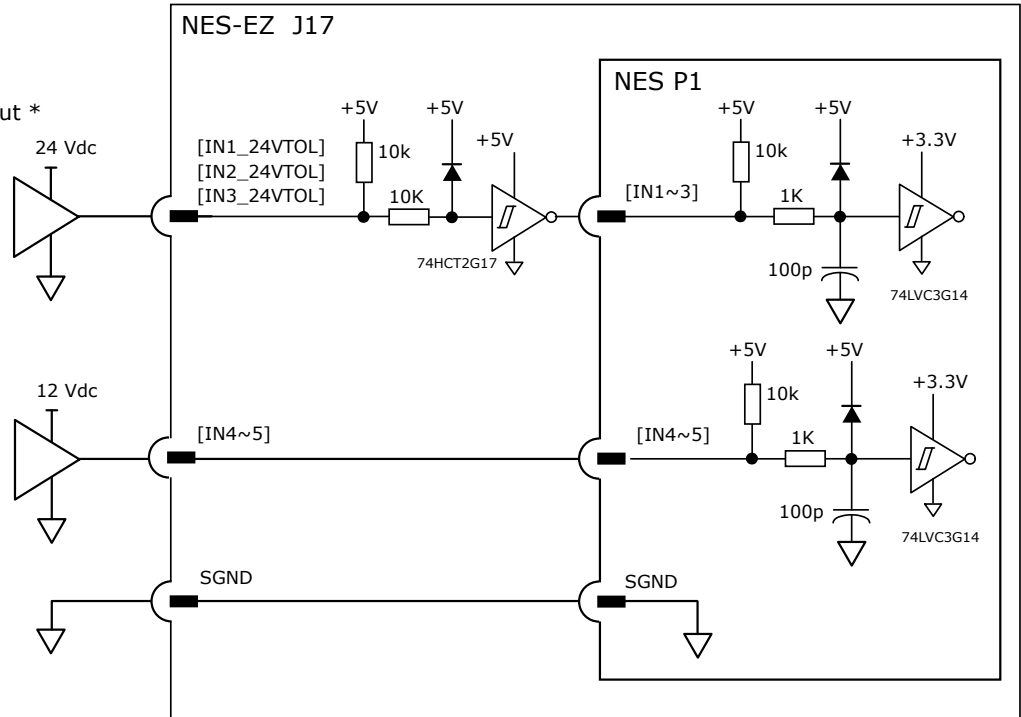 NES-EZ J17
NES P1
ut *
24 Vdc
[IN1_24VTOL]
[IN2_24VTOL]
[IN3_24VTOL]
+5V
10k
10K
+5V
+5V
74HCT2G17
[IN1~3]
+5V
10k
1K
+5V
100p
+3.3V
74LVC3G14
12 Vdc
[IN4~5]
[IN4~5]
+5V
10k
1K
+5V
100p
+3.3V
74LVC3G14
SGND
SGND